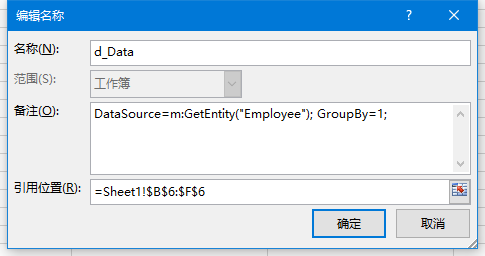 编辑名称
名称(N): d_Data
范围(S): 工作簿
备注(O): DataSource=m:GetEntity("Employee"); GroupBy=1;
引用位置(R): =Sheet1!$B$6:$F$6
确定 取消